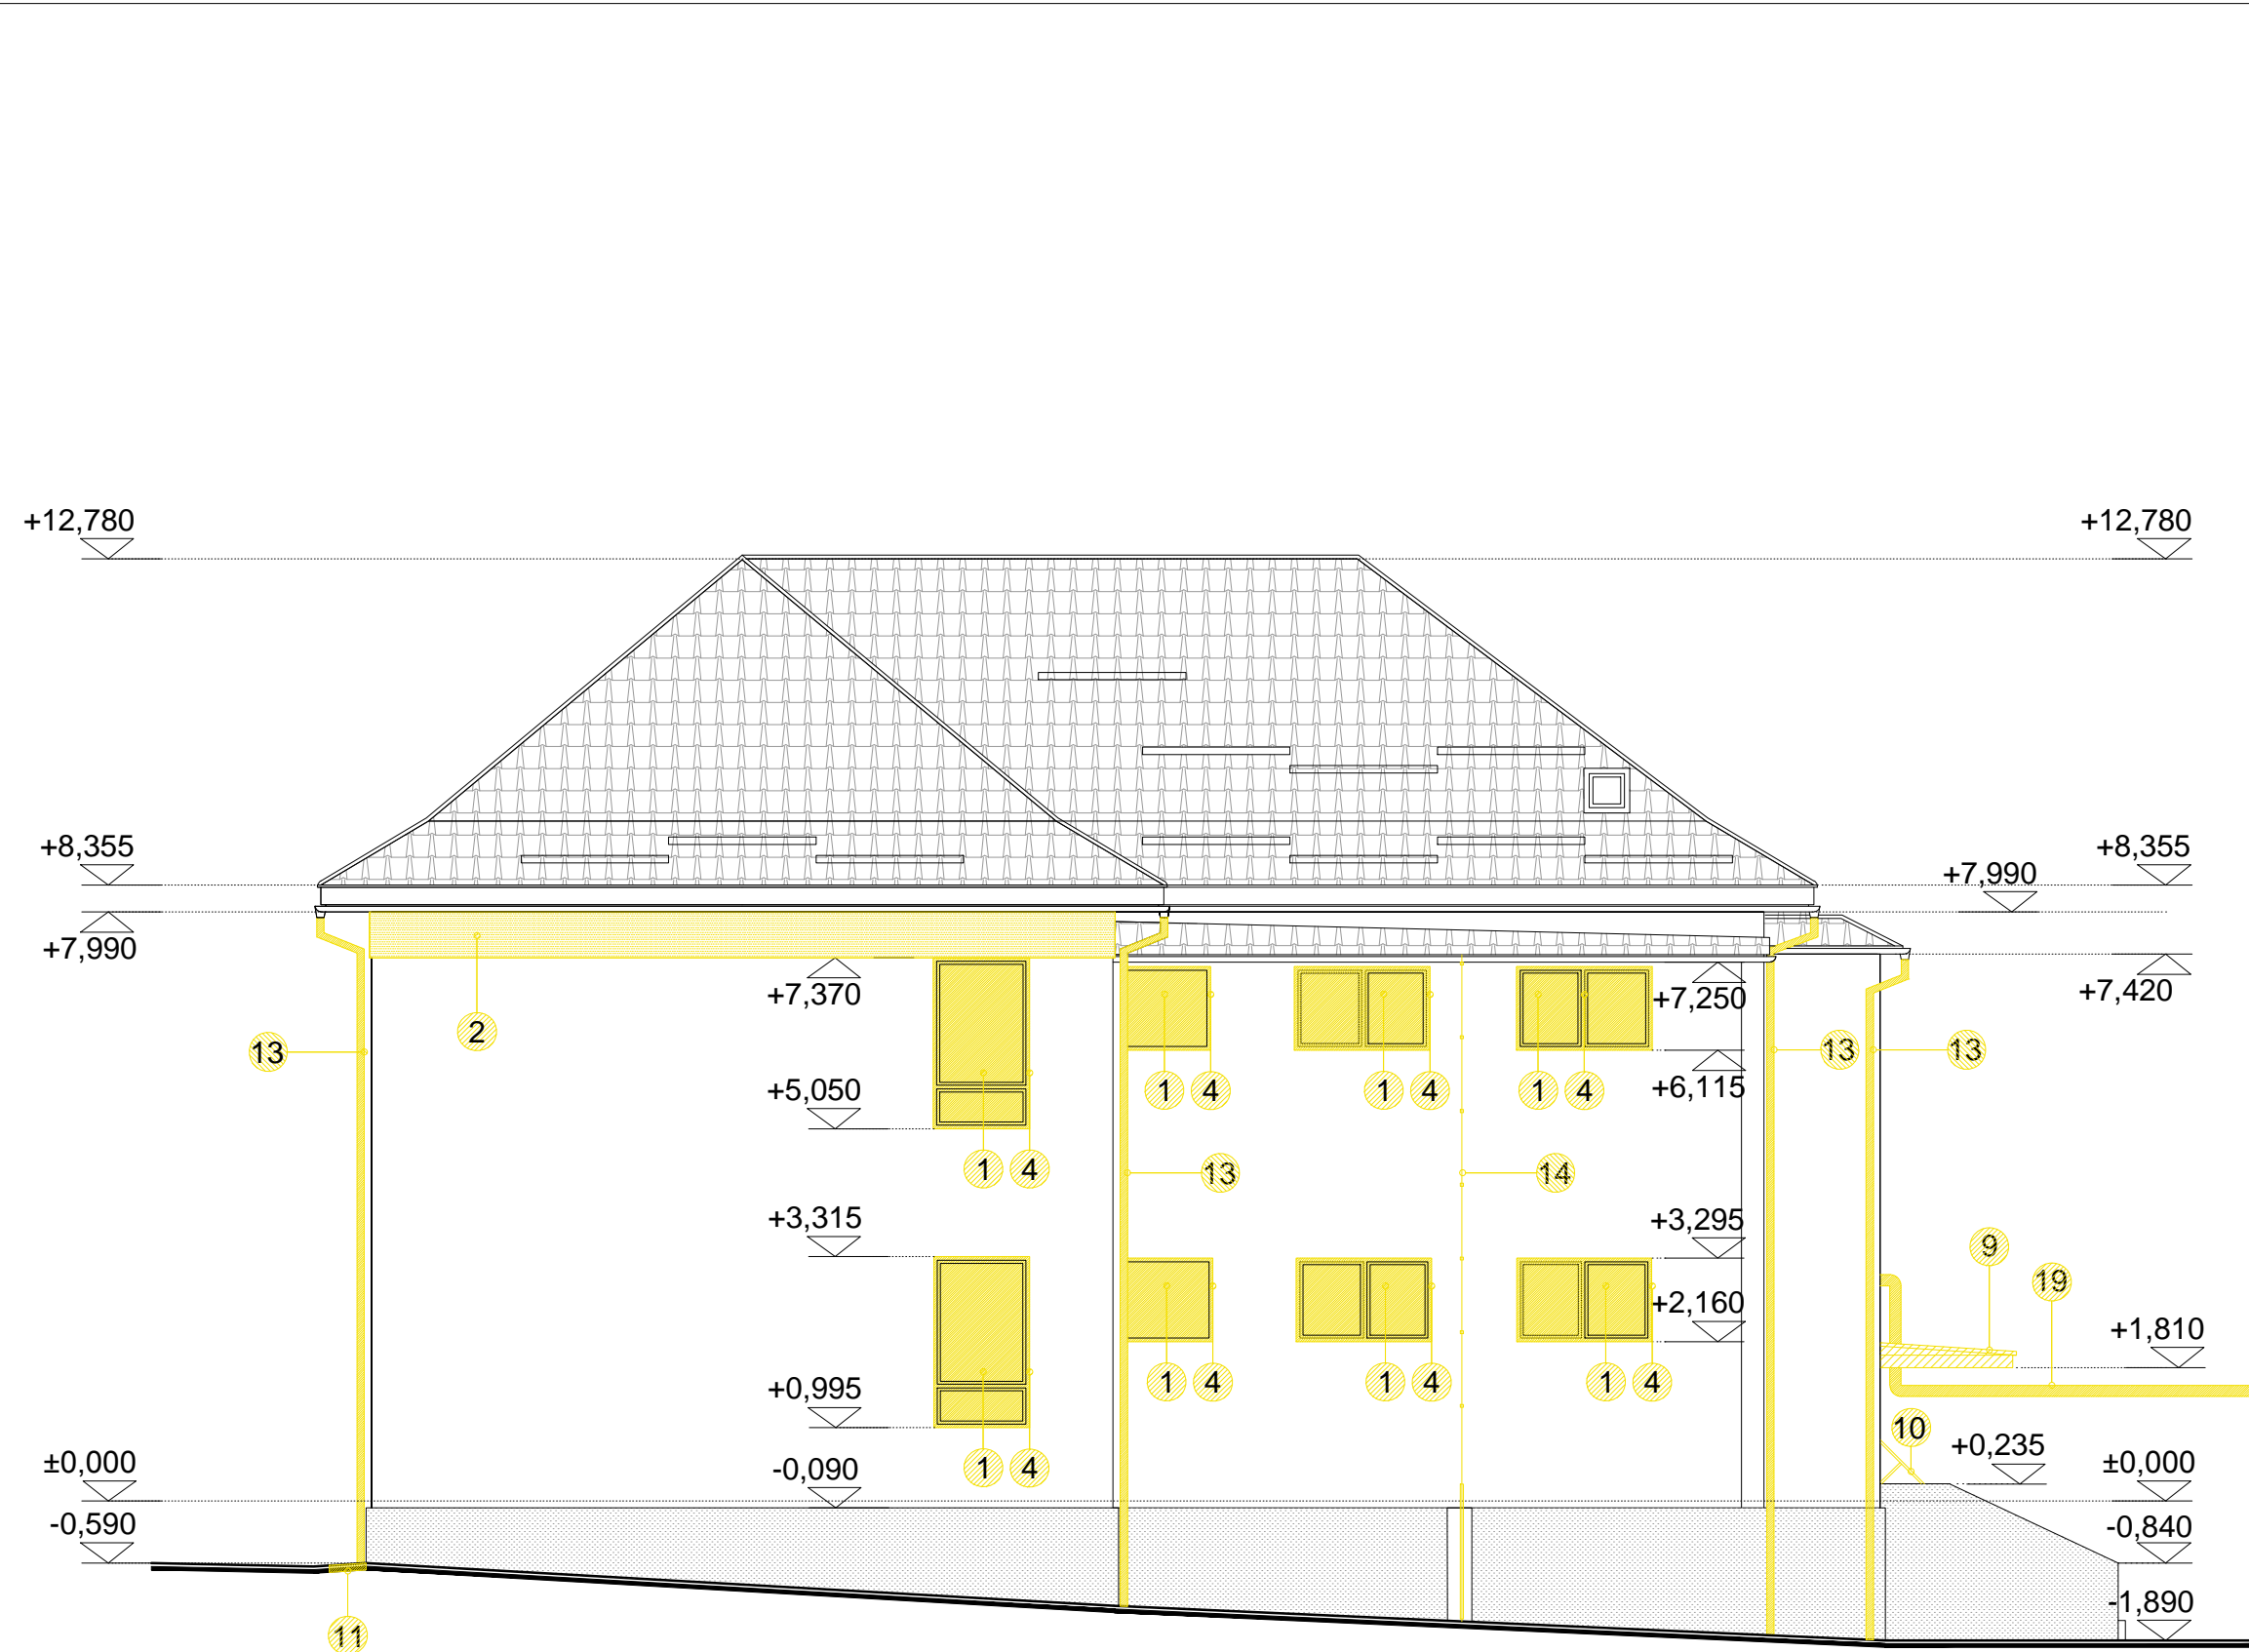 +12,780 +12,780
+8,355 +7,990 +8,355
+7,990
+7,370 +7,250 +7,420
13 2 13 13
+5,050 1 4 1 4 1 4 +6,115
1 4 13 14
+3,315 +3,295 9
19
+2,160 +1,810
+0,995 1 4 1 4 1 4
10
±0,000 -0,090 1 4 +0,235 ±0,000
-0,590 -0,840
-1,890
11